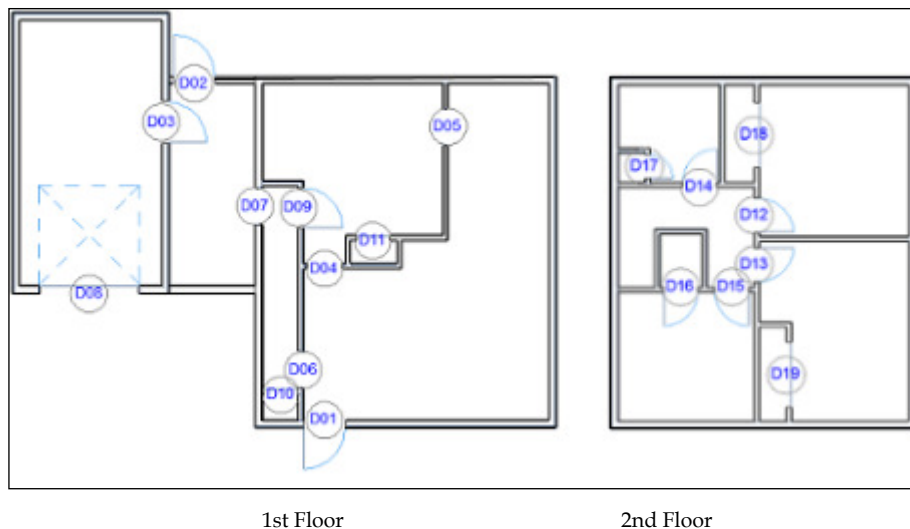 D02
D03
D05
D18
D17
D14
D07
D09
D12
D11
D04
D13
D08
D16
D15
D06
D19
D10
D01
1st Floor
2nd Floor